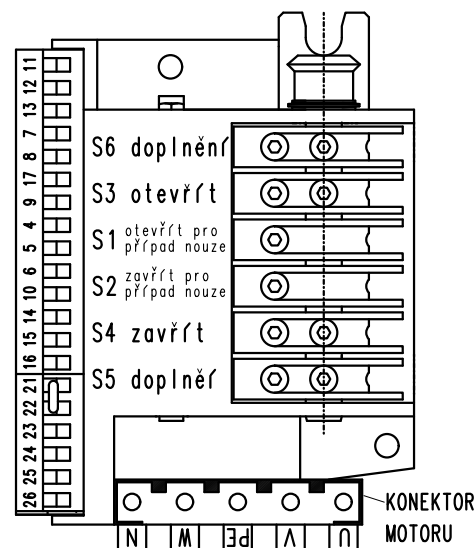 11
12
13
7
8
17
9
4
5
6
10
14
15
16
21
22
23
24
25
26
S6 doplnění
S3 otevřít
S1 otevřít pro
případ nouze
S2 zavřít pro
případ nouze
S4 zavřít
S5 doplněí
N W PE V U
KONEKTOR
MOTORU